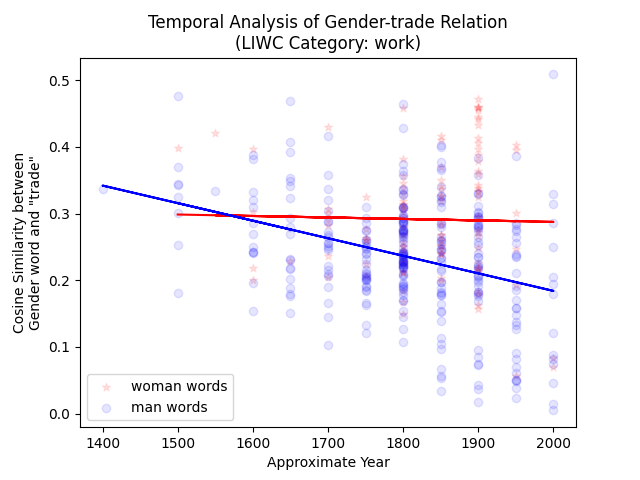 Temporal Analysis of Gender-trade Relation
(LIWC Category: work)
Cosine Similarity between
Gender word and "trade"
0.5
0.4
0.3
0.2
0.1
0.0
woman words
man words
1400 1500 1600 1700 1800 1900 2000
Approximate Year